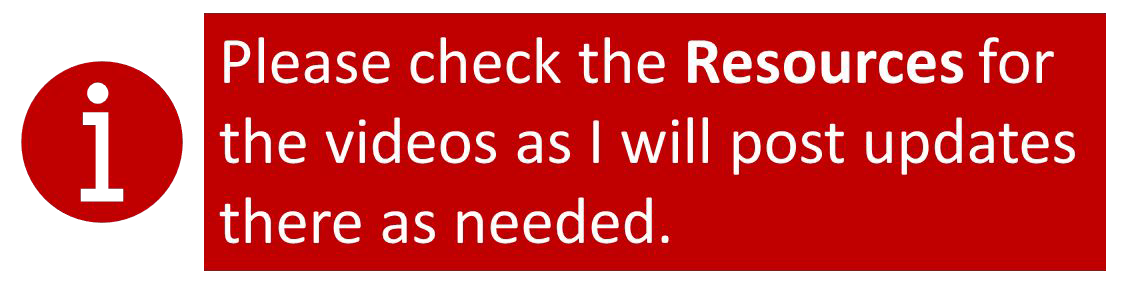 Please check the Resources for
the videos as I will post updates
there as needed.